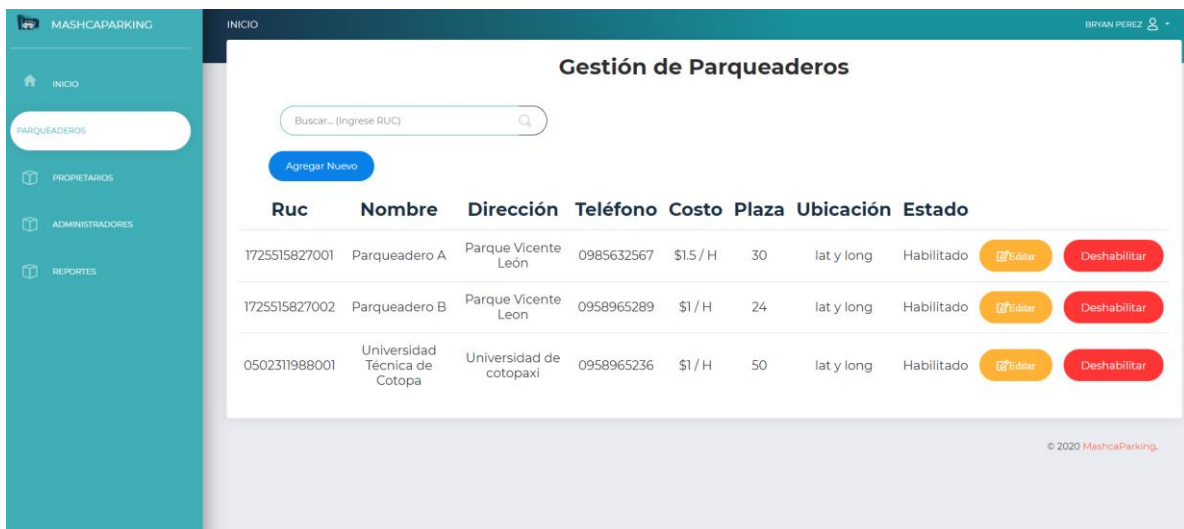 MASHCAPARKING
INICIO
BRYAN PEREZ
INICIO
PARQUEADEROS
PROPIETARIOS
ADMINISTRADORES
REPORTES
Gestión de Parqueaderos
Buscar... (Ingrese RUC)
Agregar Nuevo
Ruc Nombre Dirección Teléfono Costo Plaza Ubicación Estado
1725515827001 Parqueadero A Parque Vicente León 0985632567 $1.5 / H 30 lat y long Habilitado Editar Deshabilitar
1725515827002 Parqueadero B Parque Vicente Leon 0958965289 $1 / H 24 lat y long Habilitado Editar Deshabilitar
0502311988001 Universidad Técnica de Cotopa Universidad de cotopaxi 0958965236 $1 / H 50 lat y long Habilitado Editar Deshabilitar
© 2020 MashcaParking.